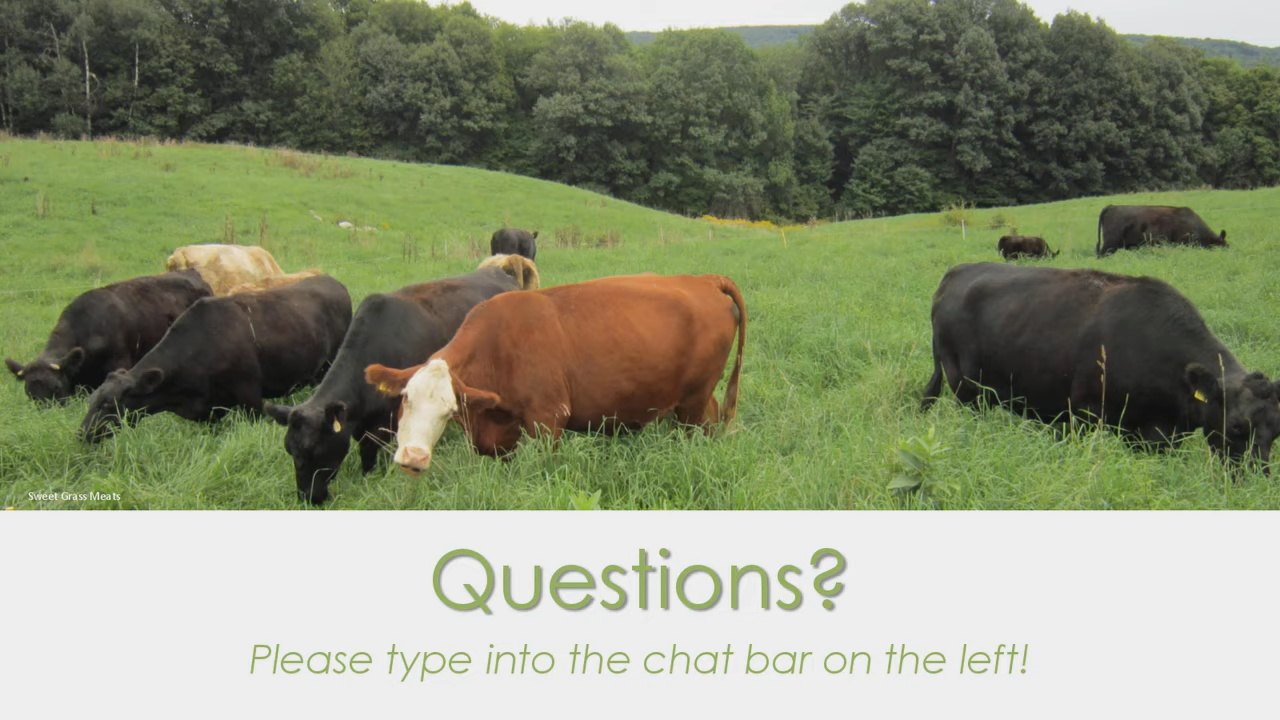 Sweet Grass Meats
Questions?
Please type into the chat bar on the left!